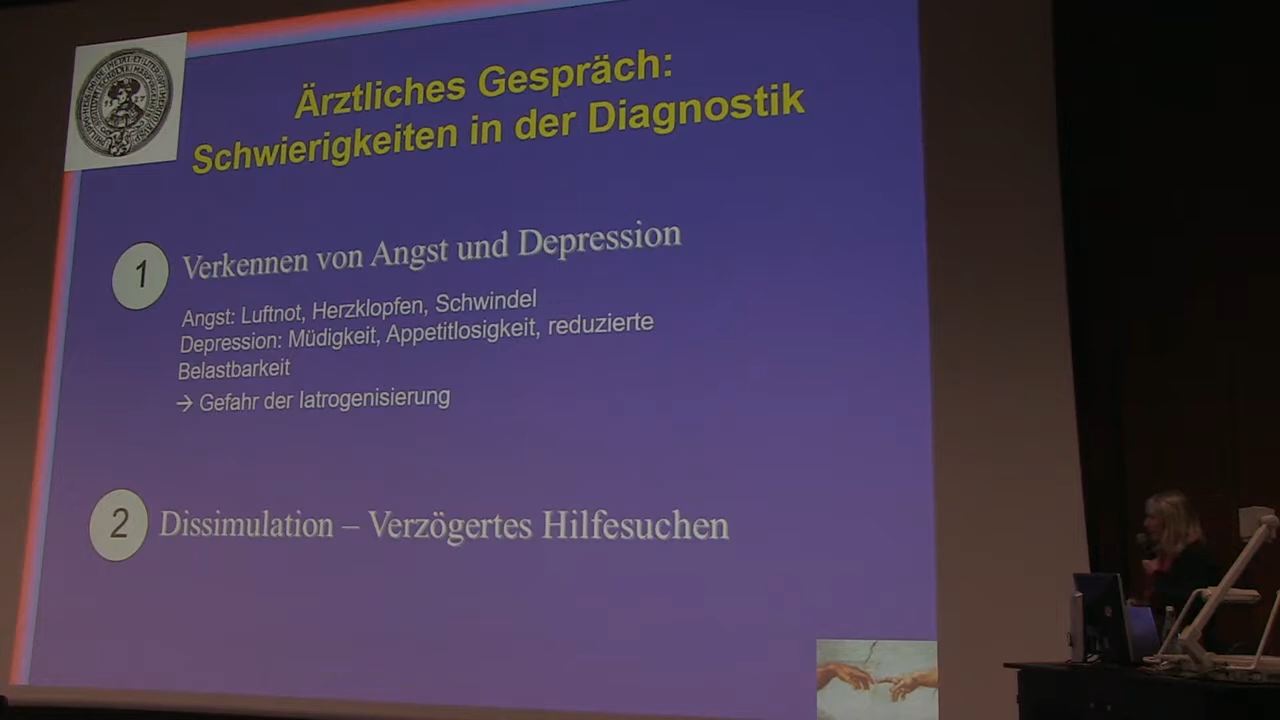 Ärztliches Gespräch:
Schwierigkeiten in der Diagnostik
1 Verkennen von Angst und Depression
Angst: Luftnot, Herzklopfen, Schwindel
Depression: Müdigkeit, Appetitlosigkeit, reduzierte
Belastbarkeit
→ Gefahr der Iatrogenisierung
2 Dissimulation – Verzögertes Hilfesuchen